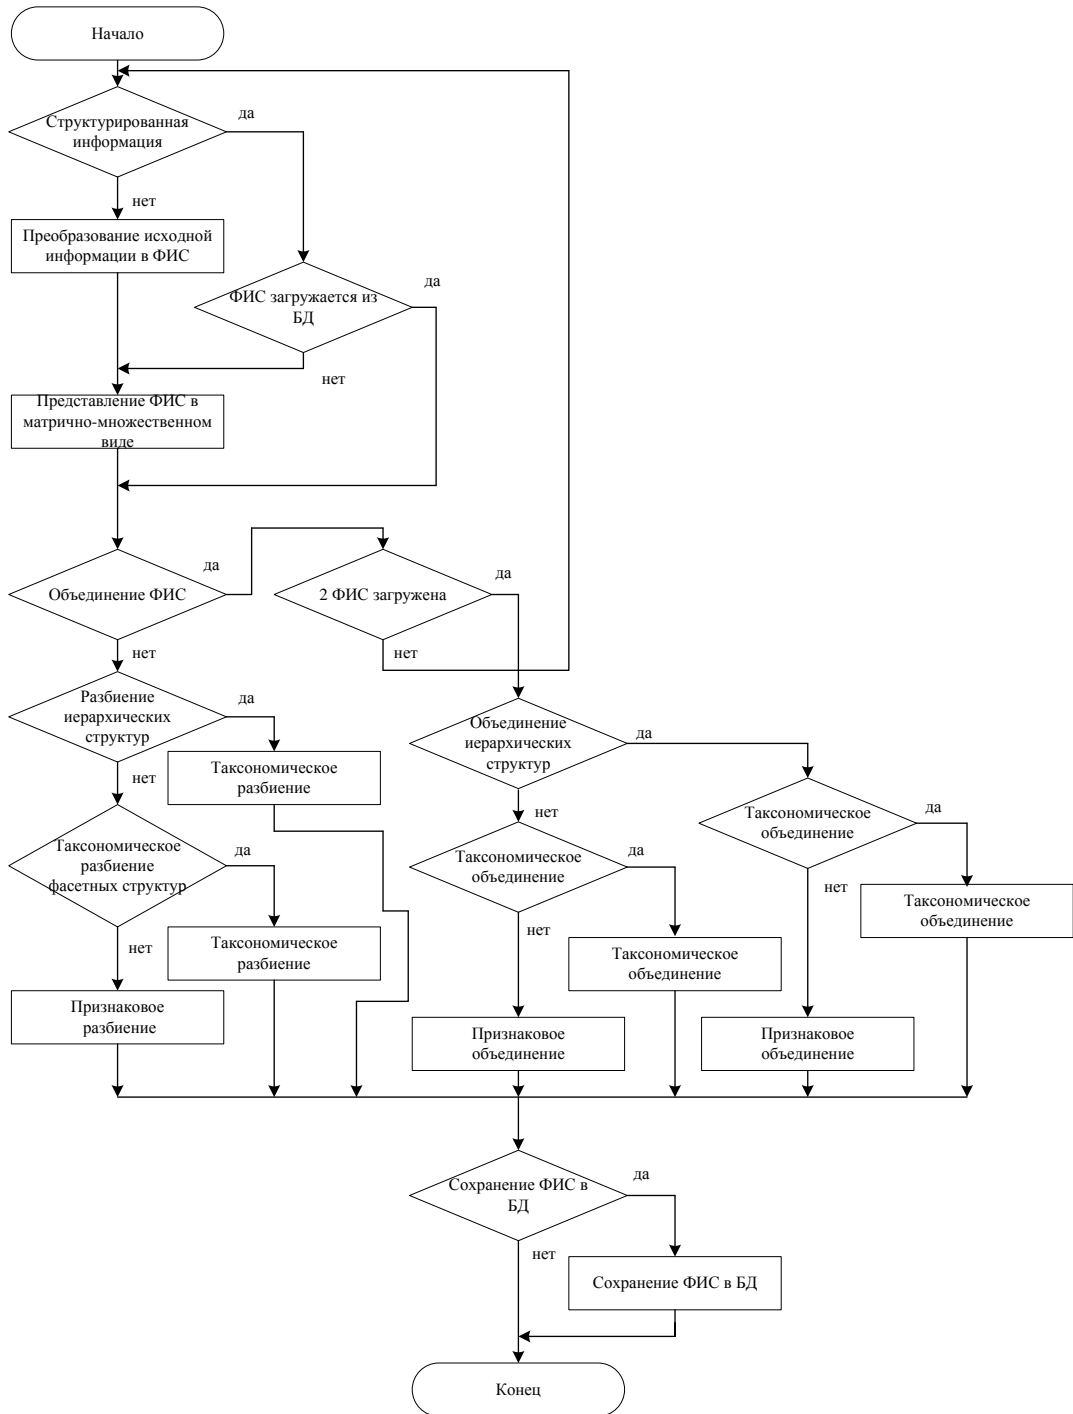 Начало
да
Структурированная
информация
нет
Преобразование исходной
информации в ФИС
да
ФИС загружается из
БД
нет
Представление ФИС в
матрично-множественном
виде
да
Объединение ФИС
да
2 ФИС загружена
нет
нет
Разбиение
иерархических
структур
да
Объединение
иерархических
структур
да
Таксономическое
разбиение
нет
нет
да
Таксономическое
объединение
Таксономическое
разбиение
фасетных структур
да
Таксономическое
объединение
да
нет
Таксономическое
объединение
нет
Таксономическое
разбиение
нет
Таксономическое
объединение
Признаковое
разбиение
Признаковое
объединение
Признаковое
объединение
Сохранение ФИС в
БД
да
нет
Сохранение ФИС в БД
Конец